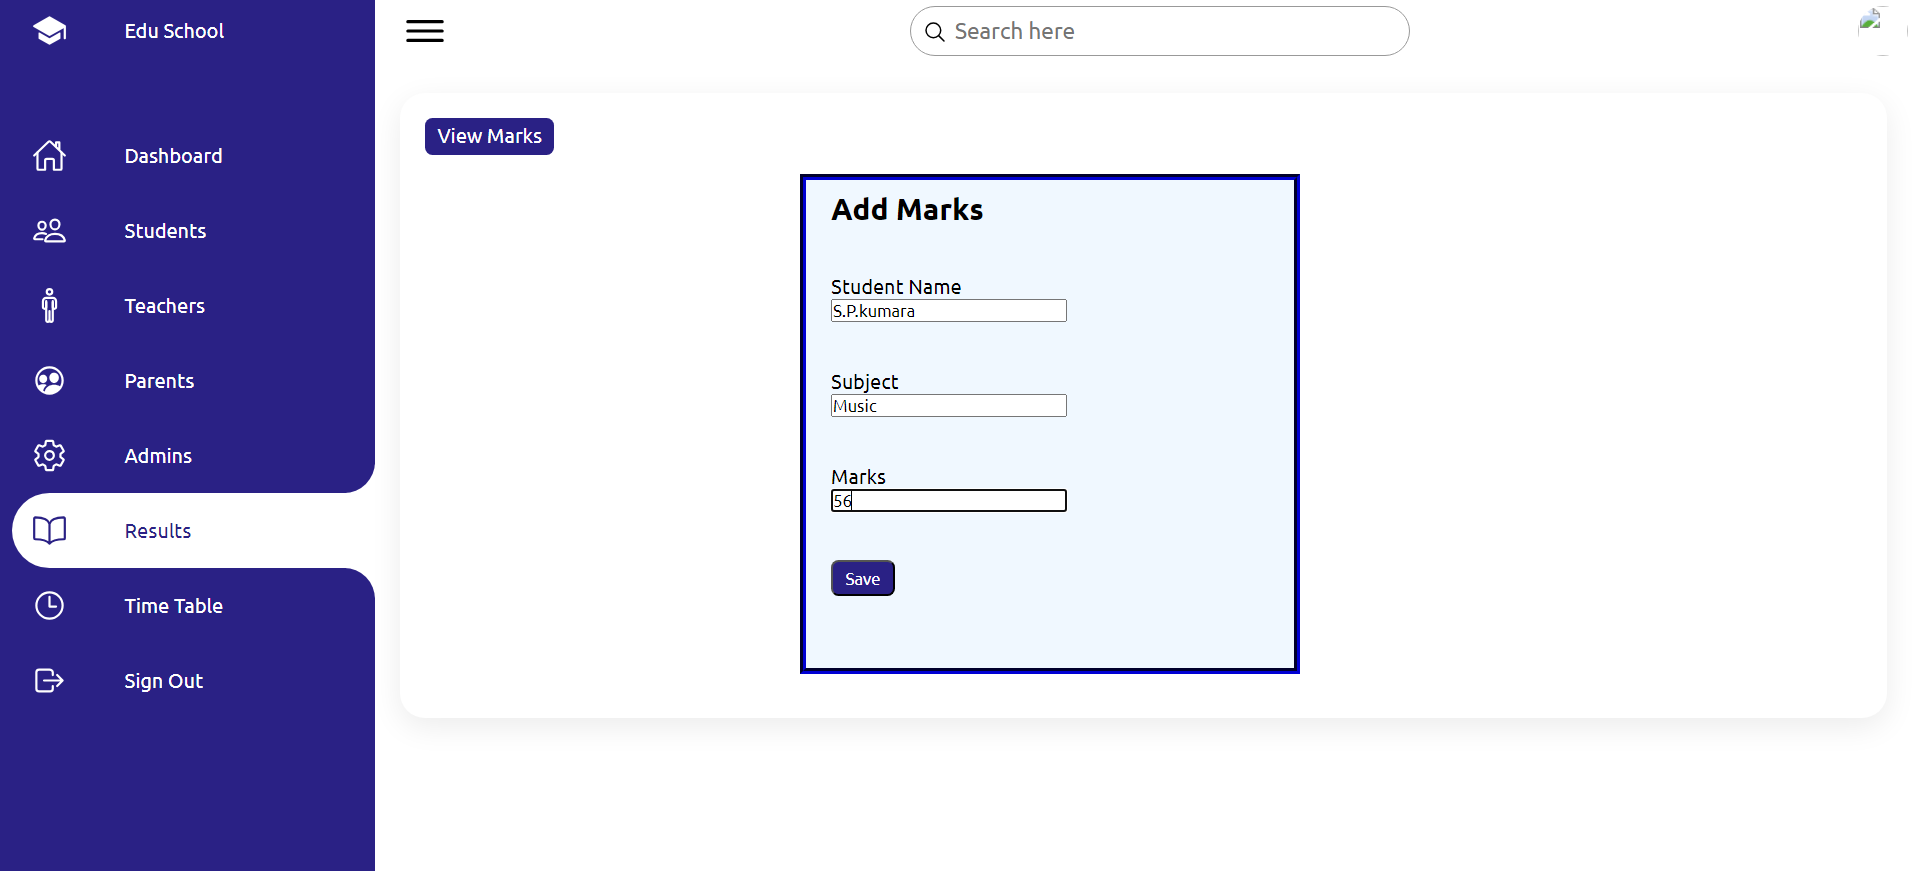 Edu School
Search here
Dashboard
Students
Teachers
Parents
Admins
Results
Time Table
Sign Out
View Marks
Add Marks
Student Name
S.P.kumara
Subject
Music
Marks
56
Save